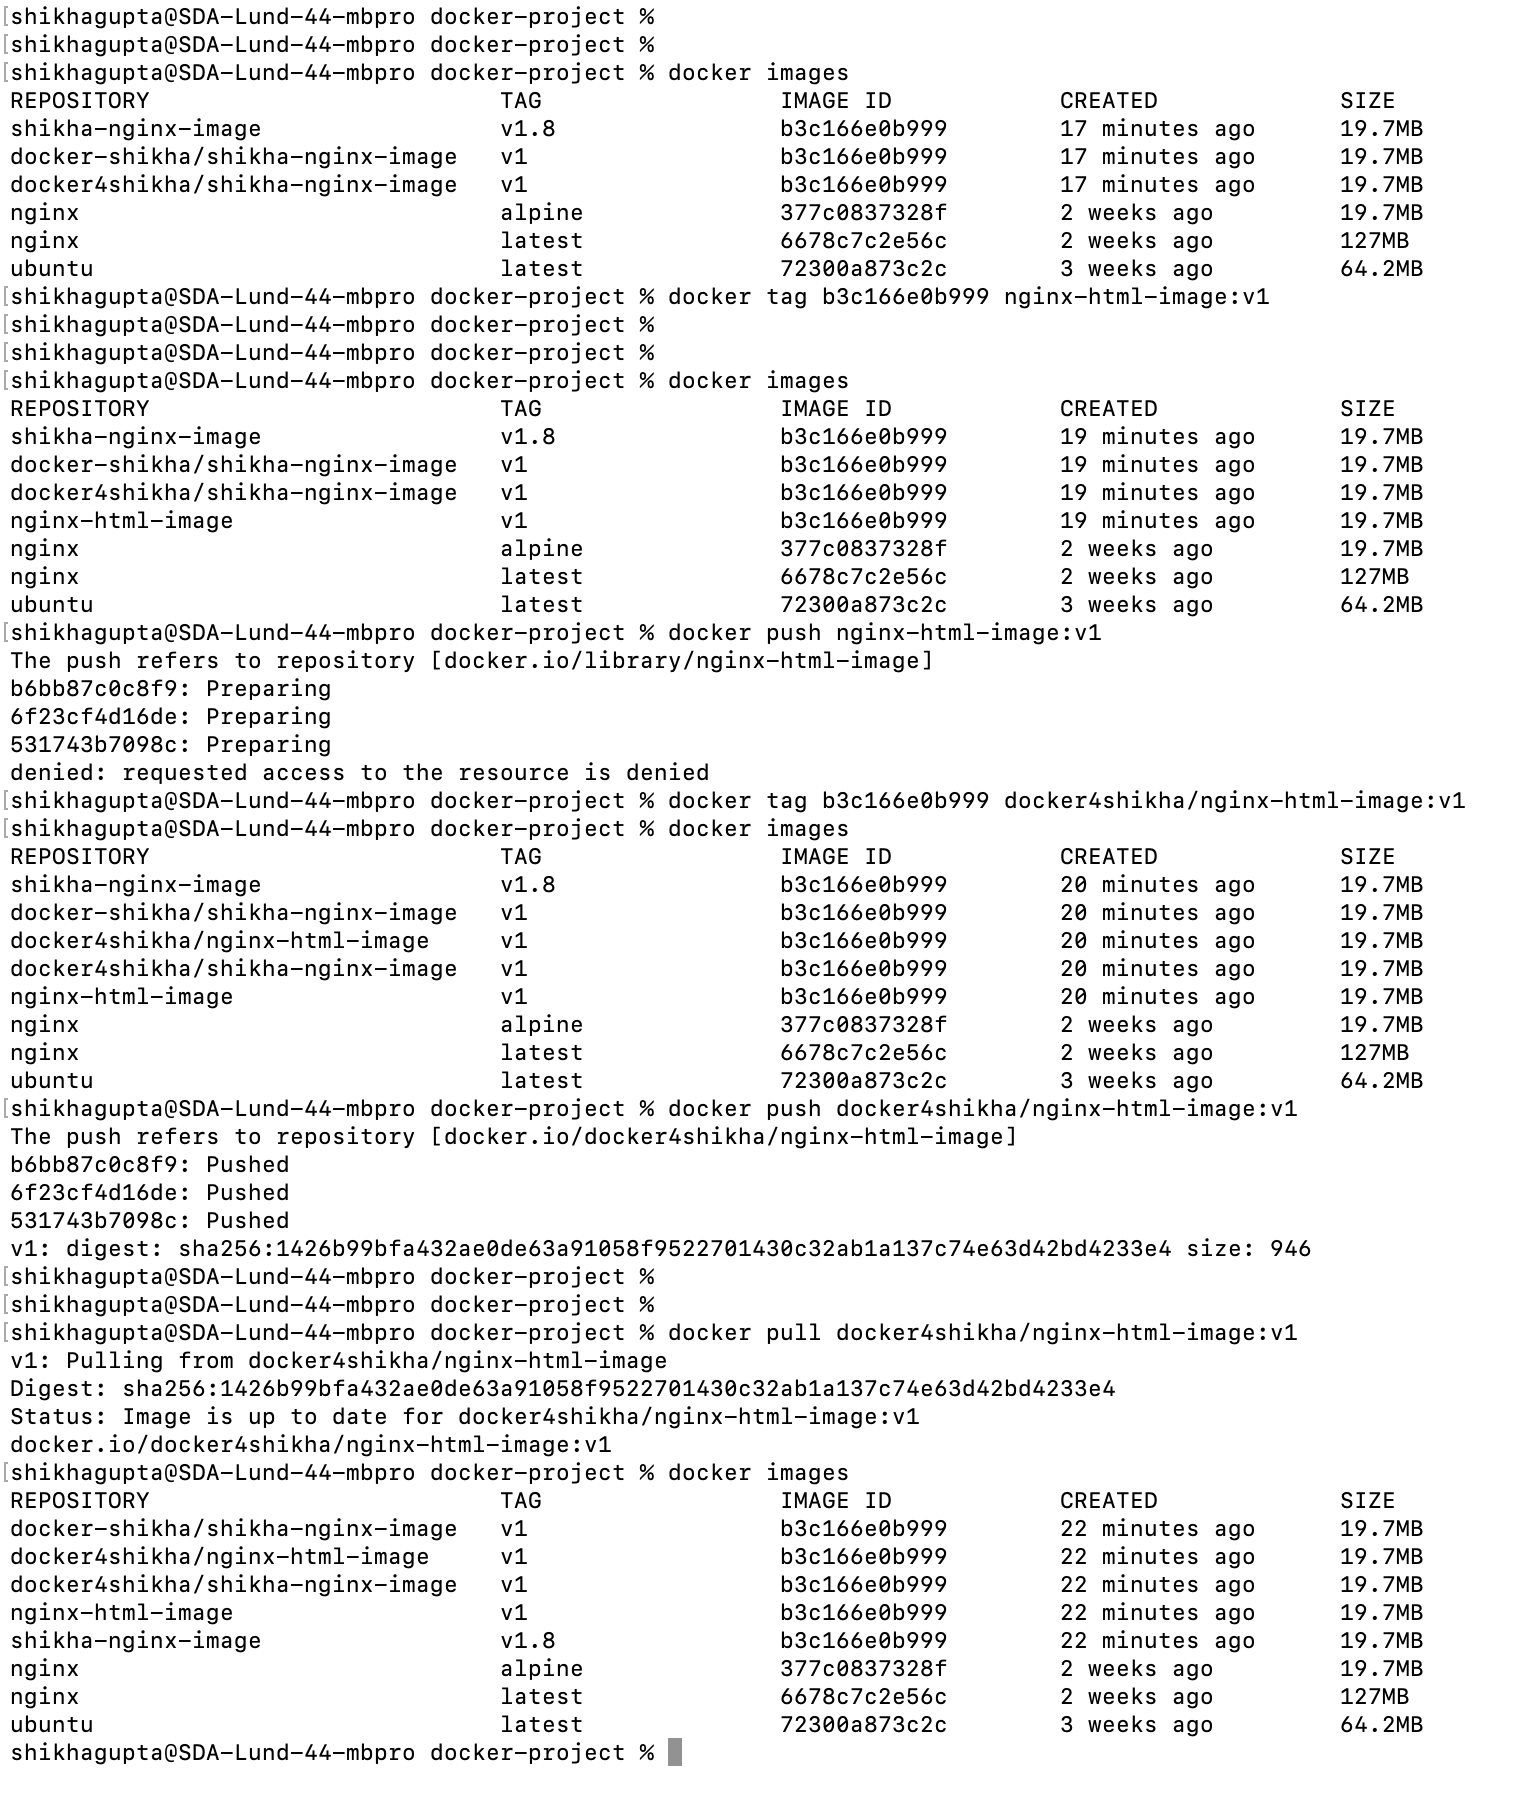 [shikhagupta@SDA-Lund-44-mbpro docker-project %
[shikhagupta@SDA-Lund-44-mbpro docker-project %
[shikhagupta@SDA-Lund-44-mbpro docker-project % docker images
REPOSITORY TAG IMAGE ID CREATED SIZE
shikha-nginx-image v1.8 b3c166e0b999 17 minutes ago 19.7MB
docker-shikha/shikha-nginx-image v1 b3c166e0b999 17 minutes ago 19.7MB
docker4shikha/shikha-nginx-image v1 b3c166e0b999 17 minutes ago 19.7MB
nginx alpine 377c0837328f 2 weeks ago 19.7MB
nginx latest 6678c7c2e56c 2 weeks ago 127MB
ubuntu latest 72300a873c2c 3 weeks ago 64.2MB
[shikhagupta@SDA-Lund-44-mbpro docker-project % docker tag b3c166e0b999 nginx-html-image:v1
[shikhagupta@SDA-Lund-44-mbpro docker-project %
[shikhagupta@SDA-Lund-44-mbpro docker-project %
[shikhagupta@SDA-Lund-44-mbpro docker-project % docker images
REPOSITORY TAG IMAGE ID CREATED SIZE
shikha-nginx-image v1.8 b3c166e0b999 19 minutes ago 19.7MB
docker-shikha/shikha-nginx-image v1 b3c166e0b999 19 minutes ago 19.7MB
docker4shikha/shikha-nginx-image v1 b3c166e0b999 19 minutes ago 19.7MB
nginx-html-image v1 b3c166e0b999 19 minutes ago 19.7MB
nginx alpine 377c0837328f 2 weeks ago 19.7MB
nginx latest 6678c7c2e56c 2 weeks ago 127MB
ubuntu latest 72300a873c2c 3 weeks ago 64.2MB
[shikhagupta@SDA-Lund-44-mbpro docker-project % docker push nginx-html-image:v1
The push refers to repository [docker.io/library/nginx-html-image]
b6bb87c0c8f9: Preparing
6f23cf4d16de: Preparing
531743b7098c: Preparing
denied: requested access to the resource is denied
[shikhagupta@SDA-Lund-44-mbpro docker-project % docker tag b3c166e0b999 docker4shikha/nginx-html-image:v1
[shikhagupta@SDA-Lund-44-mbpro docker-project % docker images
REPOSITORY TAG IMAGE ID CREATED SIZE
shikha-nginx-image v1.8 b3c166e0b999 20 minutes ago 19.7MB
docker-shikha/shikha-nginx-image v1 b3c166e0b999 20 minutes ago 19.7MB
docker4shikha/nginx-html-image v1 b3c166e0b999 20 minutes ago 19.7MB
docker4shikha/shikha-nginx-image v1 b3c166e0b999 20 minutes ago 19.7MB
nginx-html-image v1 b3c166e0b999 20 minutes ago 19.7MB
nginx alpine 377c0837328f 2 weeks ago 19.7MB
nginx latest 6678c7c2e56c 2 weeks ago 127MB
ubuntu latest 72300a873c2c 3 weeks ago 64.2MB
[shikhagupta@SDA-Lund-44-mbpro docker-project % docker push docker4shikha/nginx-html-image:v1
The push refers to repository [docker.io/docker4shikha/nginx-html-image]
b6bb87c0c8f9: Pushed
6f23cf4d16de: Pushed
531743b7098c: Pushed
v1: digest: sha256:1426b99bfa432ae0de63a91058f9522701430c32ab1a137c74e63d42bd4233e4 size: 946
[shikhagupta@SDA-Lund-44-mbpro docker-project %
[shikhagupta@SDA-Lund-44-mbpro docker-project %
[shikhagupta@SDA-Lund-44-mbpro docker-project % docker pull docker4shikha/nginx-html-image:v1
v1: Pulling from docker4shikha/nginx-html-image
Digest: sha256:1426b99bfa432ae0de63a91058f9522701430c32ab1a137c74e63d42bd4233e4
Status: Image is up to date for docker4shikha/nginx-html-image:v1
docker.io/docker4shikha/nginx-html-image:v1
[shikhagupta@SDA-Lund-44-mbpro docker-project % docker images
REPOSITORY TAG IMAGE ID CREATED SIZE
docker-shikha/shikha-nginx-image v1 b3c166e0b999 22 minutes ago 19.7MB
docker4shikha/nginx-html-image v1 b3c166e0b999 22 minutes ago 19.7MB
docker4shikha/shikha-nginx-image v1 b3c166e0b999 22 minutes ago 19.7MB
nginx-html-image v1 b3c166e0b999 22 minutes ago 19.7MB
shikha-nginx-image v1.8 b3c166e0b999 22 minutes ago 19.7MB
nginx alpine 377c0837328f 2 weeks ago 19.7MB
nginx latest 6678c7c2e56c 2 weeks ago 127MB
ubuntu latest 72300a873c2c 3 weeks ago 64.2MB
shikhagupta@SDA-Lund-44-mbpro docker-project %